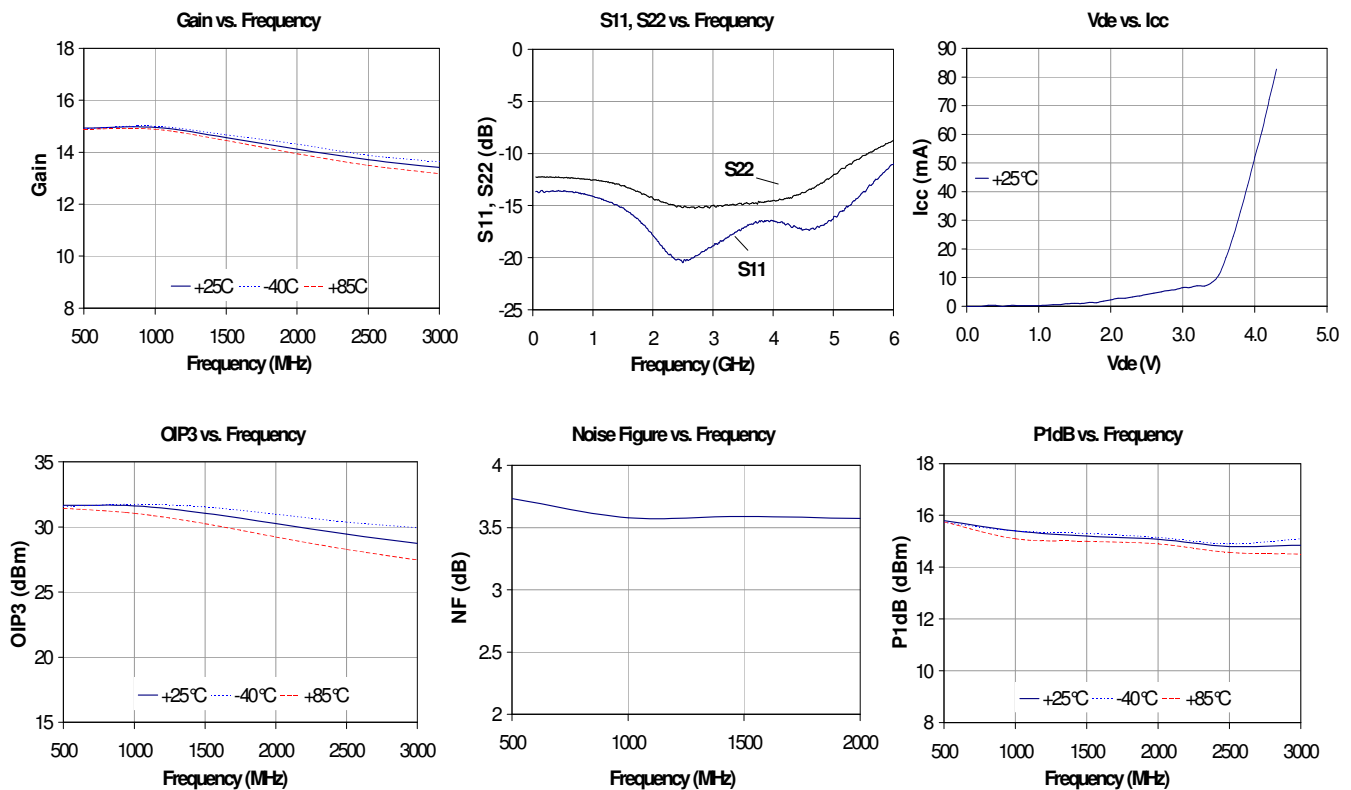 Gain vs. Frequency
18
16
14
12
10
8
Gain
+25C -40C +85C
500 1000 1500 2000 2500 3000
Frequency (MHz)
S11, S22 vs. Frequency
0
-5
-10
-15
-20
-25
S11, S22 (dB)
S22
S11
0 1 2 3 4 5 6
Frequency (GHz)
Vde vs. Icc
90
80
70
60
50
40
30
20
10
0
Icc (mA)
+25°C
0.0 1.0 2.0 3.0 4.0 5.0
Vde (V)
OIP3 vs. Frequency
35
31
27
23
19
15
OIP3 (dBm)
+25°C -40°C +85°C
500 1000 1500 2000 2500 3000
Frequency (MHz)
Noise Figure vs. Frequency
4
3.5
3
2.5
2
NF (dB)
500 1000 1500 2000
Frequency (MHz)
P1dB vs. Frequency
18
16
14
12
10
8
P1dB (dBm)
+25°C -40°C +85°C
500 1000 1500 2000 2500 3000
Frequency (MHz)